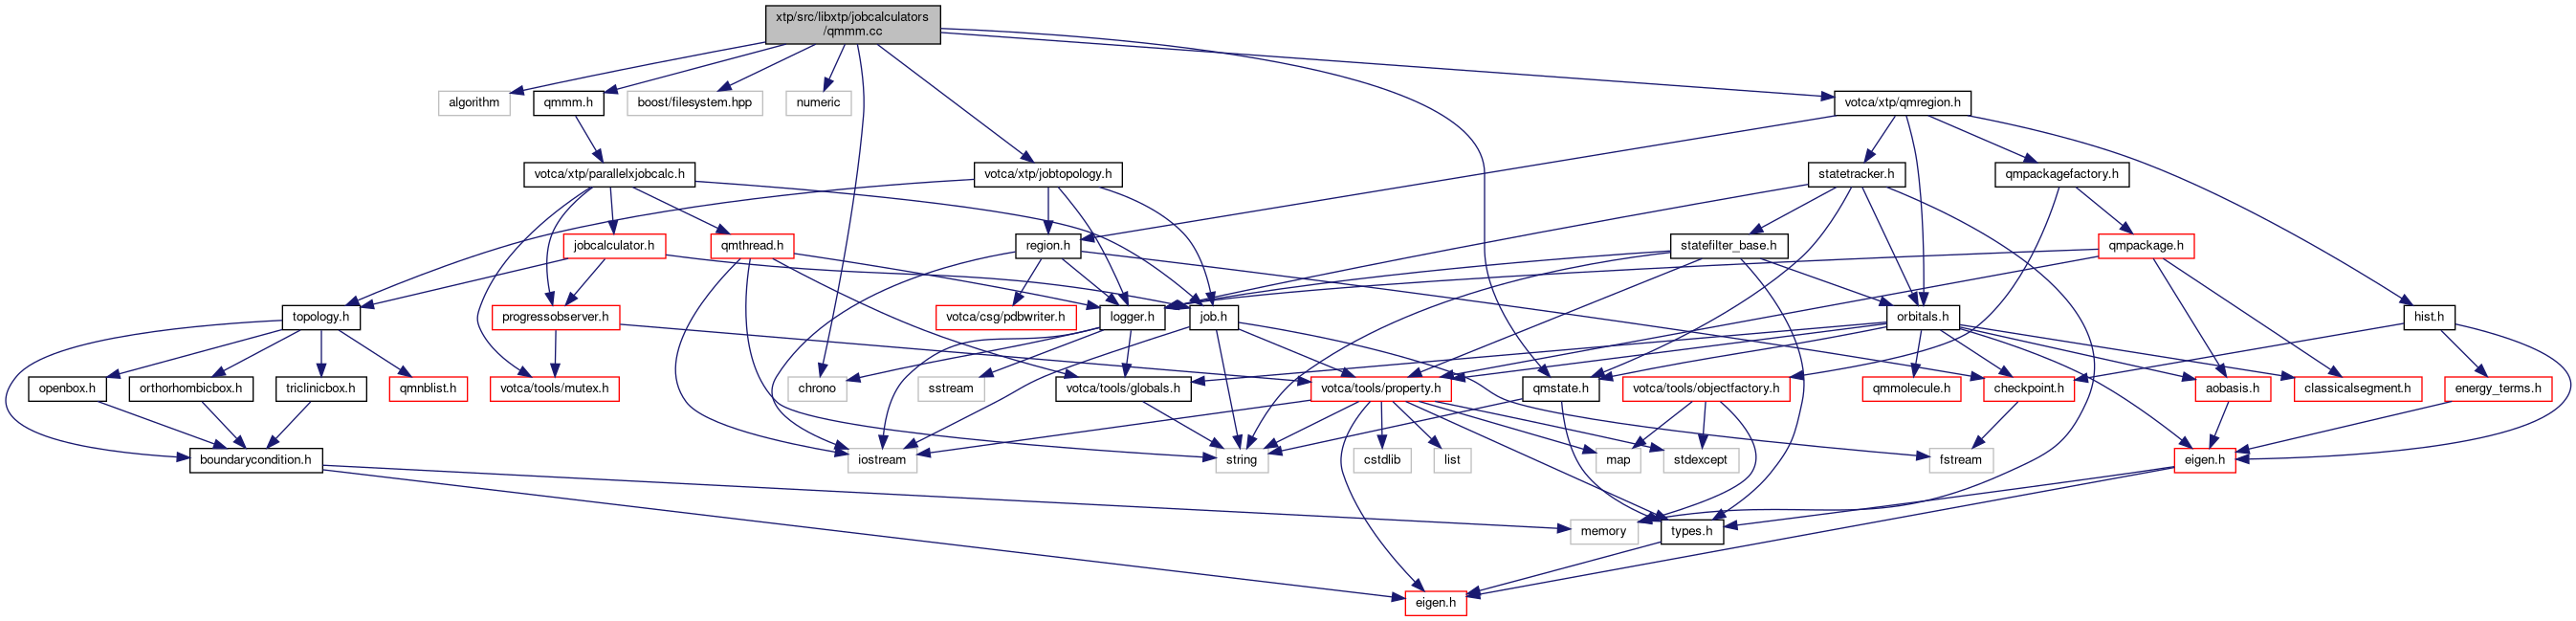 xtp/src/libxtp/jobcalculators
/qmmm.cc
algorithm
qmmm.h
boost/filesystem.hpp
numeric
votca/xtp/qmregion.h
votca/xtp/parallelxjobcalc.h
votca/xtp/jobtopology.h
statetracker.h
qmpackagefactory.h
jobcalculator.h
qmthread.h
region.h
statefilter_base.h
qmpackage.h
topology.h
progressobserver.h
votca/csg/pdbwriter.h
logger.h
job.h
orbitals.h
hist.h
openbox.h
orthorhombicbox.h
triclinicbox.h
qmnblist.h
votca/tools/mutex.h
chrono
sstream
votca/tools/globals.h
votca/tools/property.h
qmstate.h
votca/tools/objectfactory.h
qmmolecule.h
checkpoint.h
aobasis.h
classicalsegment.h
energy_terms.h
boundarycondition.h
iostream
string
cstdlib
list
map
stdexcept
fstream
eigen.h
memory
types.h
eigen.h